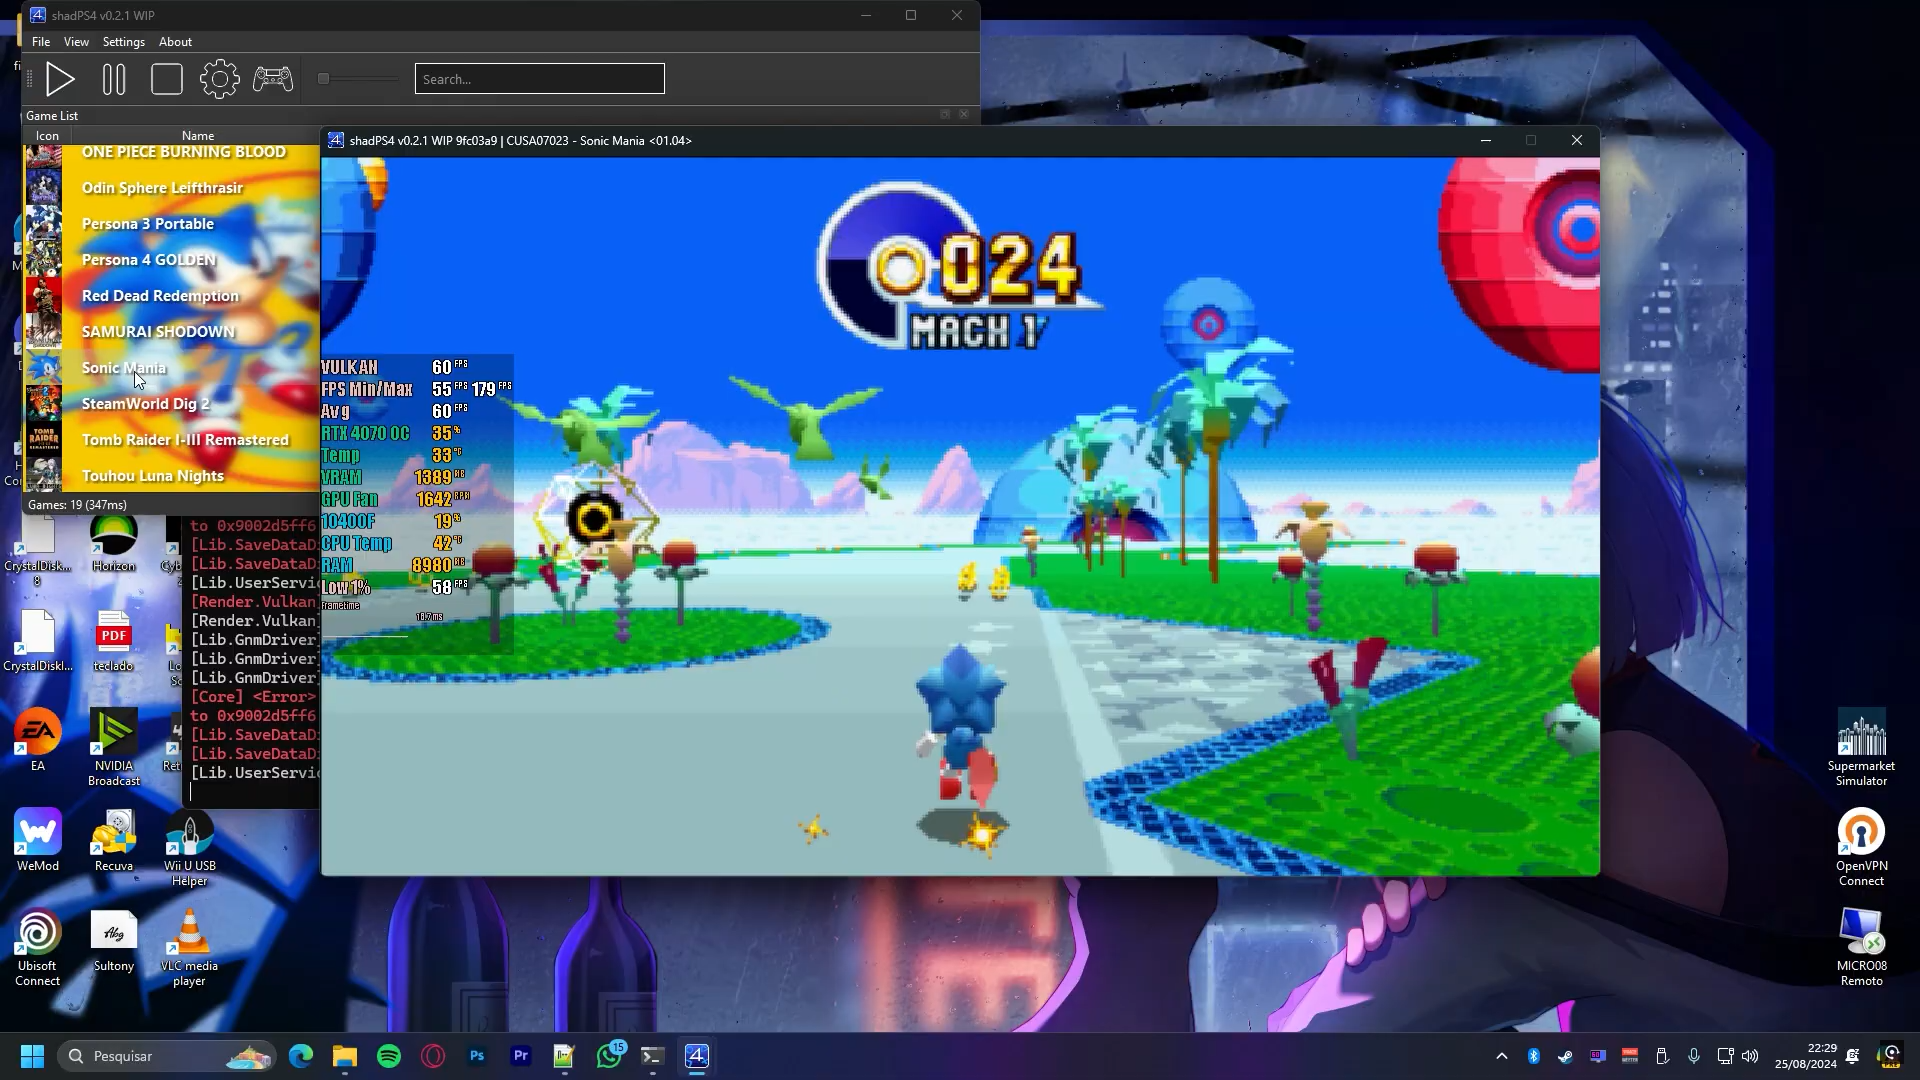 shadPS4 v0.2.1 WIP
File View Settings About
Search...
Game List
Icon Name
ONE PIECE BURNING BLOOD
Odin Sphere Leifthrasir
Persona 3 Portable
Persona 4 GOLDEN
Red Dead Redemption
SAMURAI SHODOWN
Sonic Mania
SteamWorld Dig 2
Tomb Raider I-III Remastered
Touhou Luna Nights
Games: 19 (347ms)
shadPS4 v0.2.1 WIP 9fc03a9 | CUSA07023 - Sonic Mania <01.04>
024
MACH 1
VULKAN 60 FPS
FPS Min/Max 55 FPS 179 FPS
Avg 60 FPS
RTX 4070 OC 35 %
Temp 33 °C
VRAM 1389
GPU Fan 1642 RPM
10400F 19 %
CPU Temp 42 °C
RAM 8980
Low 1% 58 FPS
Frametime
16.7 ms
to 0x9002d5ff6
[Lib.SaveDataD
[Lib.SaveDataD
[Lib.UserServic
[Render.Vulkan
[Render.Vulkan
[Lib.GnmDriver
[Lib.GnmDriver
[Lib.GnmDriver
[Core] <Error>
to 0x9002d5ff6
[Lib.SaveDataD
[Lib.SaveDataD
[Lib.UserServic
CrystalDisk...
8
Horizon
CrystalDiskI...
PDF
teclado
EA
EA
NVIDIA
Broadcast
WeMod
Recuva
Wii U USB
Helper
Ubisoft
Connect
Abg
Sultony
VLC media
player
Supermarket
Simulator
OpenVPN
Connect
MICRO08
Remoto
Pesquisar
Ps
Pr
15
22:29
25/08/2024